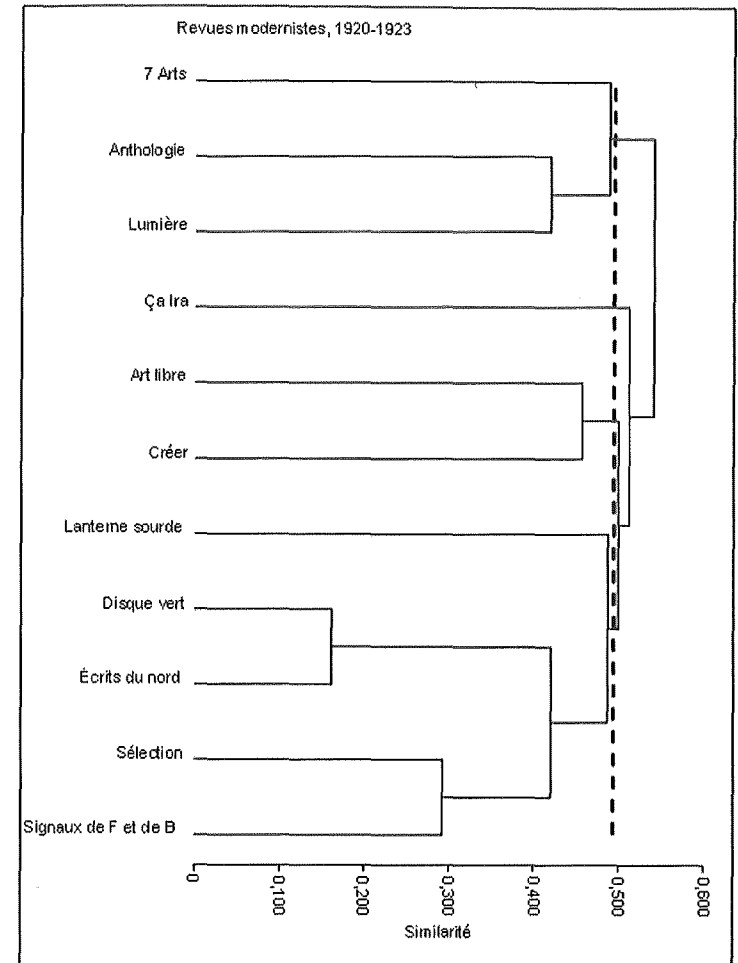 Revues modernistes, 1920-1923
7 Arts
Anthologie
Lumière
Ça Ira
Art libre
Créer
Lanterne sourde
Disque vert
Écrits du nord
Sélection
Signaux de F et de B
0
0,100
0,200
0,300
0,400
0,500
0,600
Similarité